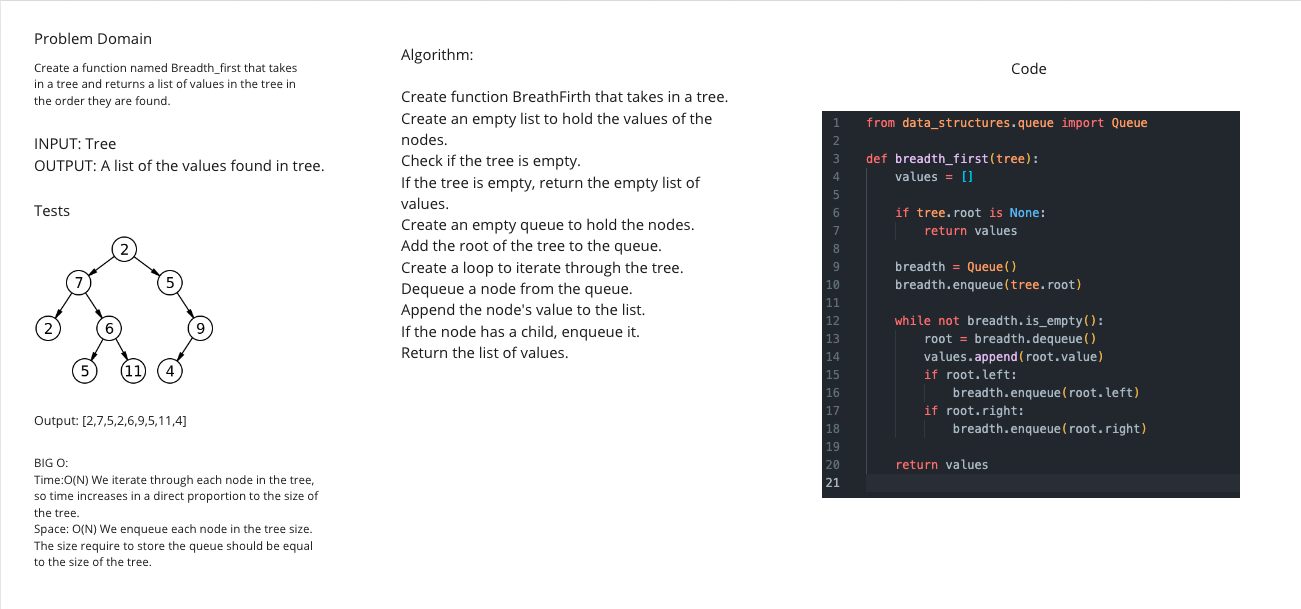 Problem Domain
Create a function named Breadth_first that takes
in a tree and returns a list of values in the tree in
the order they are found.
INPUT: Tree
OUTPUT: A list of the values found in tree.
Tests
2
7 5
2 6 9
5 11 4
Output: [2,7,5,2,6,9,5,11,4]
BIG O:
Time:O(N) We iterate through each node in the tree,
so time increases in a direct proportion to the size of
the tree.
Space: O(N) We enqueue each node in the tree size.
The size require to store the queue should be equal
to the size of the tree.
Algorithm:
Create function BreathFirth that takes in a tree.
Create an empty list to hold the values of the
nodes.
Check if the tree is empty.
If the tree is empty, return the empty list of
values.
Create an empty queue to hold the nodes.
Add the root of the tree to the queue.
Create a loop to iterate through the tree.
Dequeue a node from the queue.
Append the node's value to the list.
If the node has a child, enqueue it.
Return the list of values.
Code
1 from data_structures.queue import Queue
2
3 def breadth_first(tree):
4 values = []
5
6 if tree.root is None:
7 return values
8
9 breadth = Queue()
10 breadth.enqueue(tree.root)
11
12 while not breadth.is_empty():
13 root = breadth.dequeue()
14 values.append(root.value)
15 if root.left:
16 breadth.enqueue(root.left)
17 if root.right:
18 breadth.enqueue(root.right)
19
20 return values
21